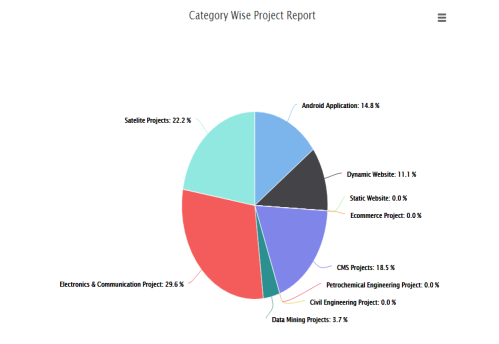 Category Wise Project Report
Android Application: 14.8 %
Satelite Projects: 22.2 %
Dynamic Website: 11.1 %
Static Website: 0.0 %
Ecommerce Project: 0.0 %
CMS Projects: 18.5 %
Electronics & Communication Project: 29.6 %
Petrochemical Engineering Project: 0.0 %
Civil Engineering Project: 0.0 %
Data Mining Projects: 3.7 %